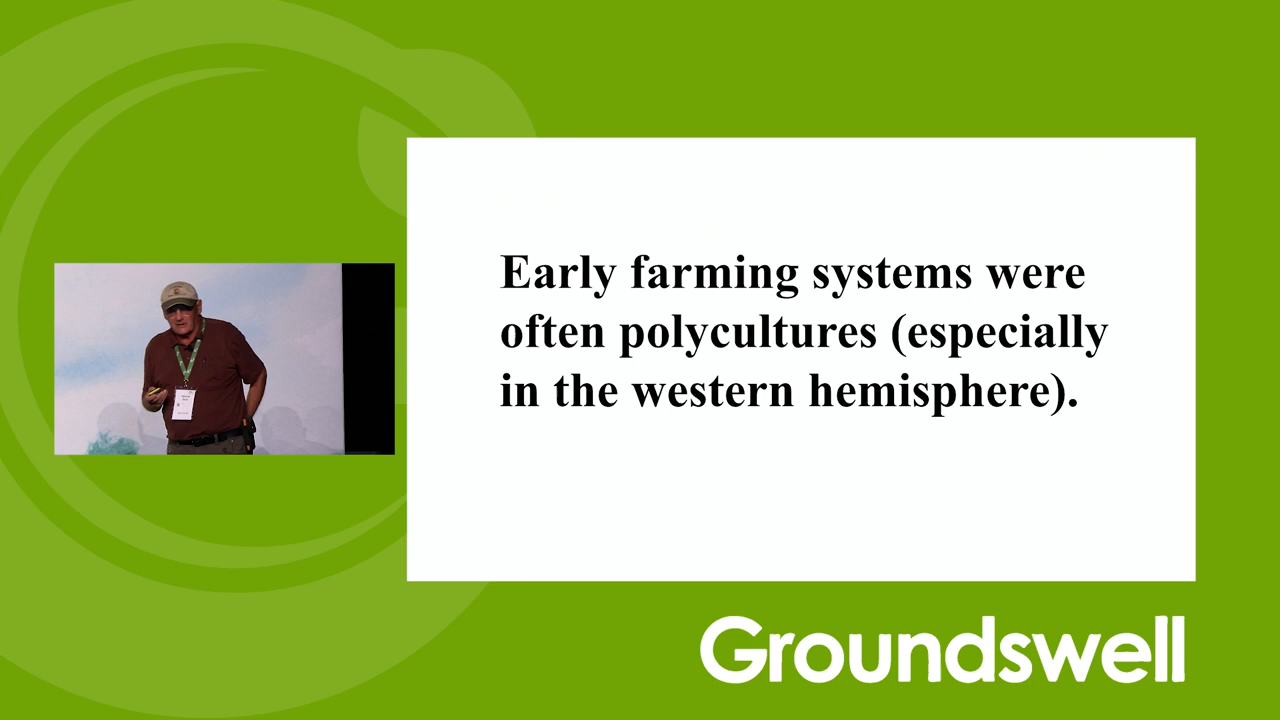 Early farming systems were
often polycultures (especially
in the western hemisphere).
Groundswell